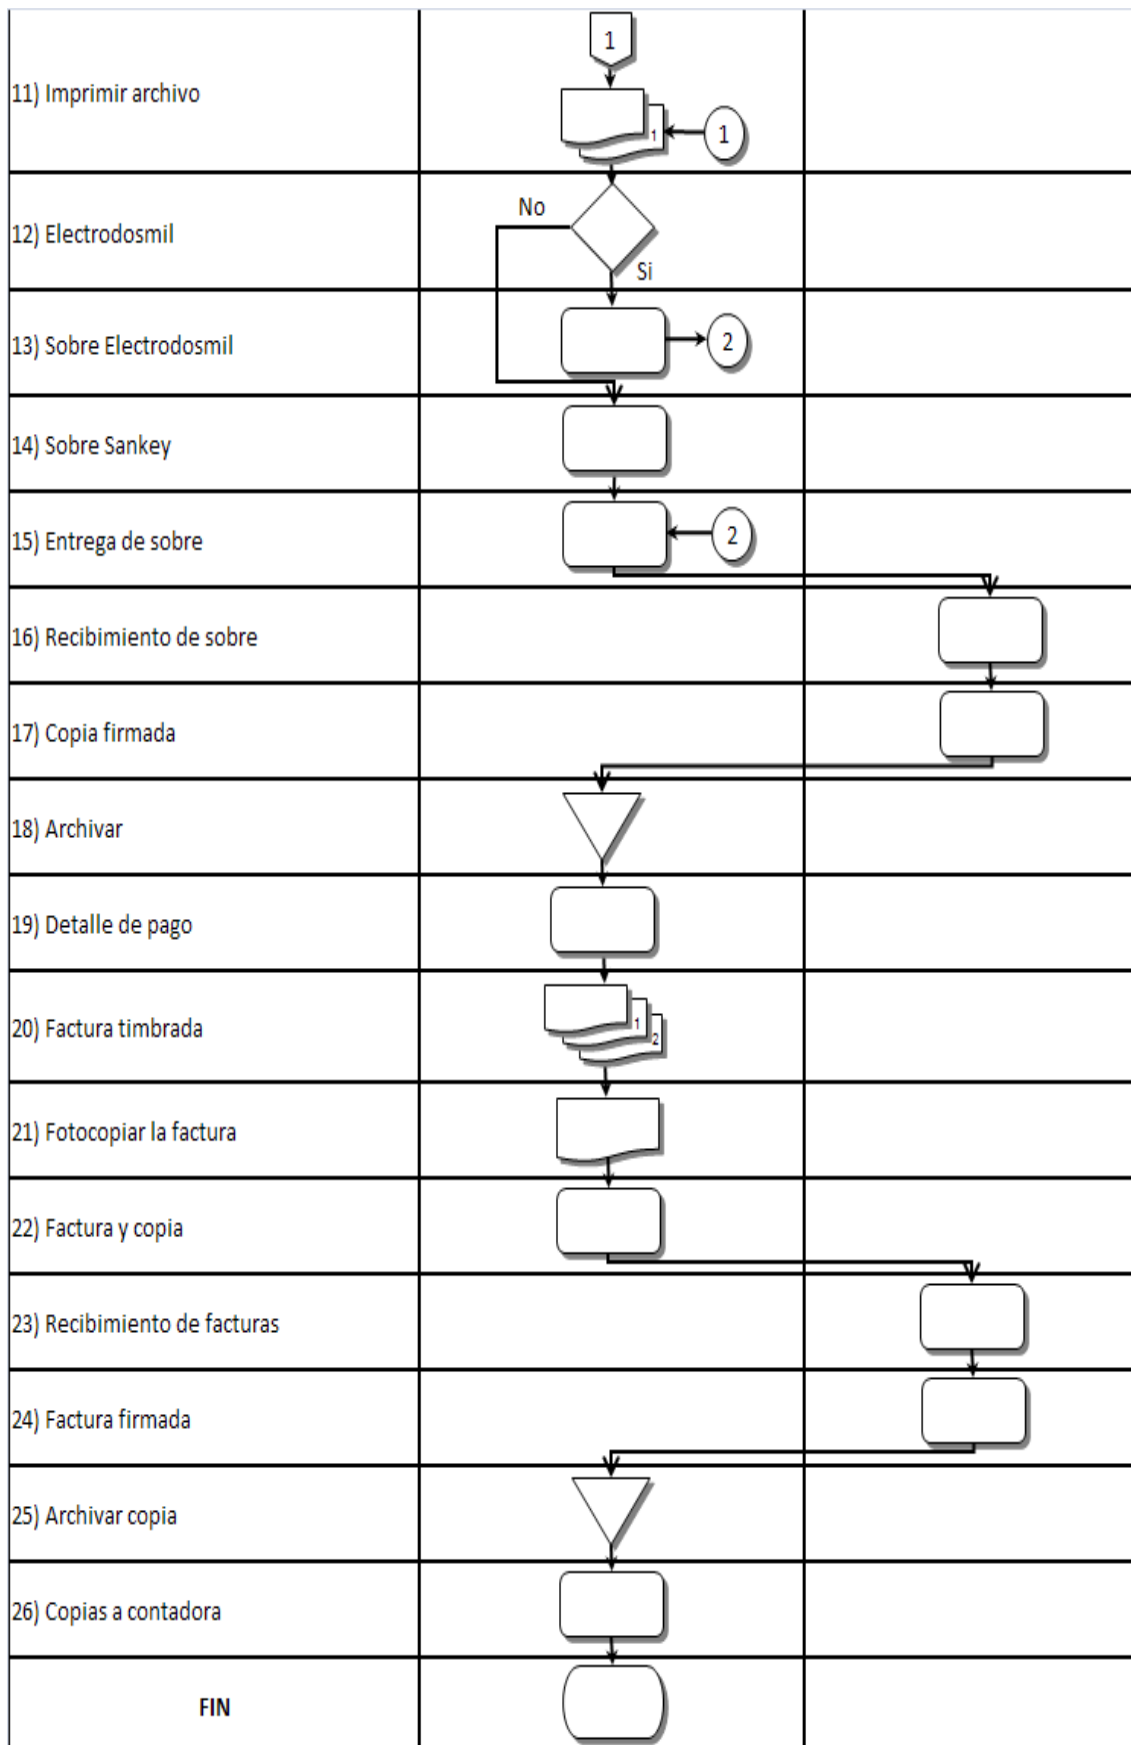 1
11) Imprimir archivo
1
1
No
12) Electrodosmil
Si
13) Sobre Electrodosmil
2
14) Sobre Sankey
15) Entrega de sobre
2
16) Recibimiento de sobre
17) Copia firmada
18) Archivar
19) Detalle de pago
20) Factura timbrada
1
2
21) Fotocopiar la factura
22) Factura y copia
23) Recibimiento de facturas
24) Factura firmada
25) Archivar copia
26) Copias a contadora
FIN